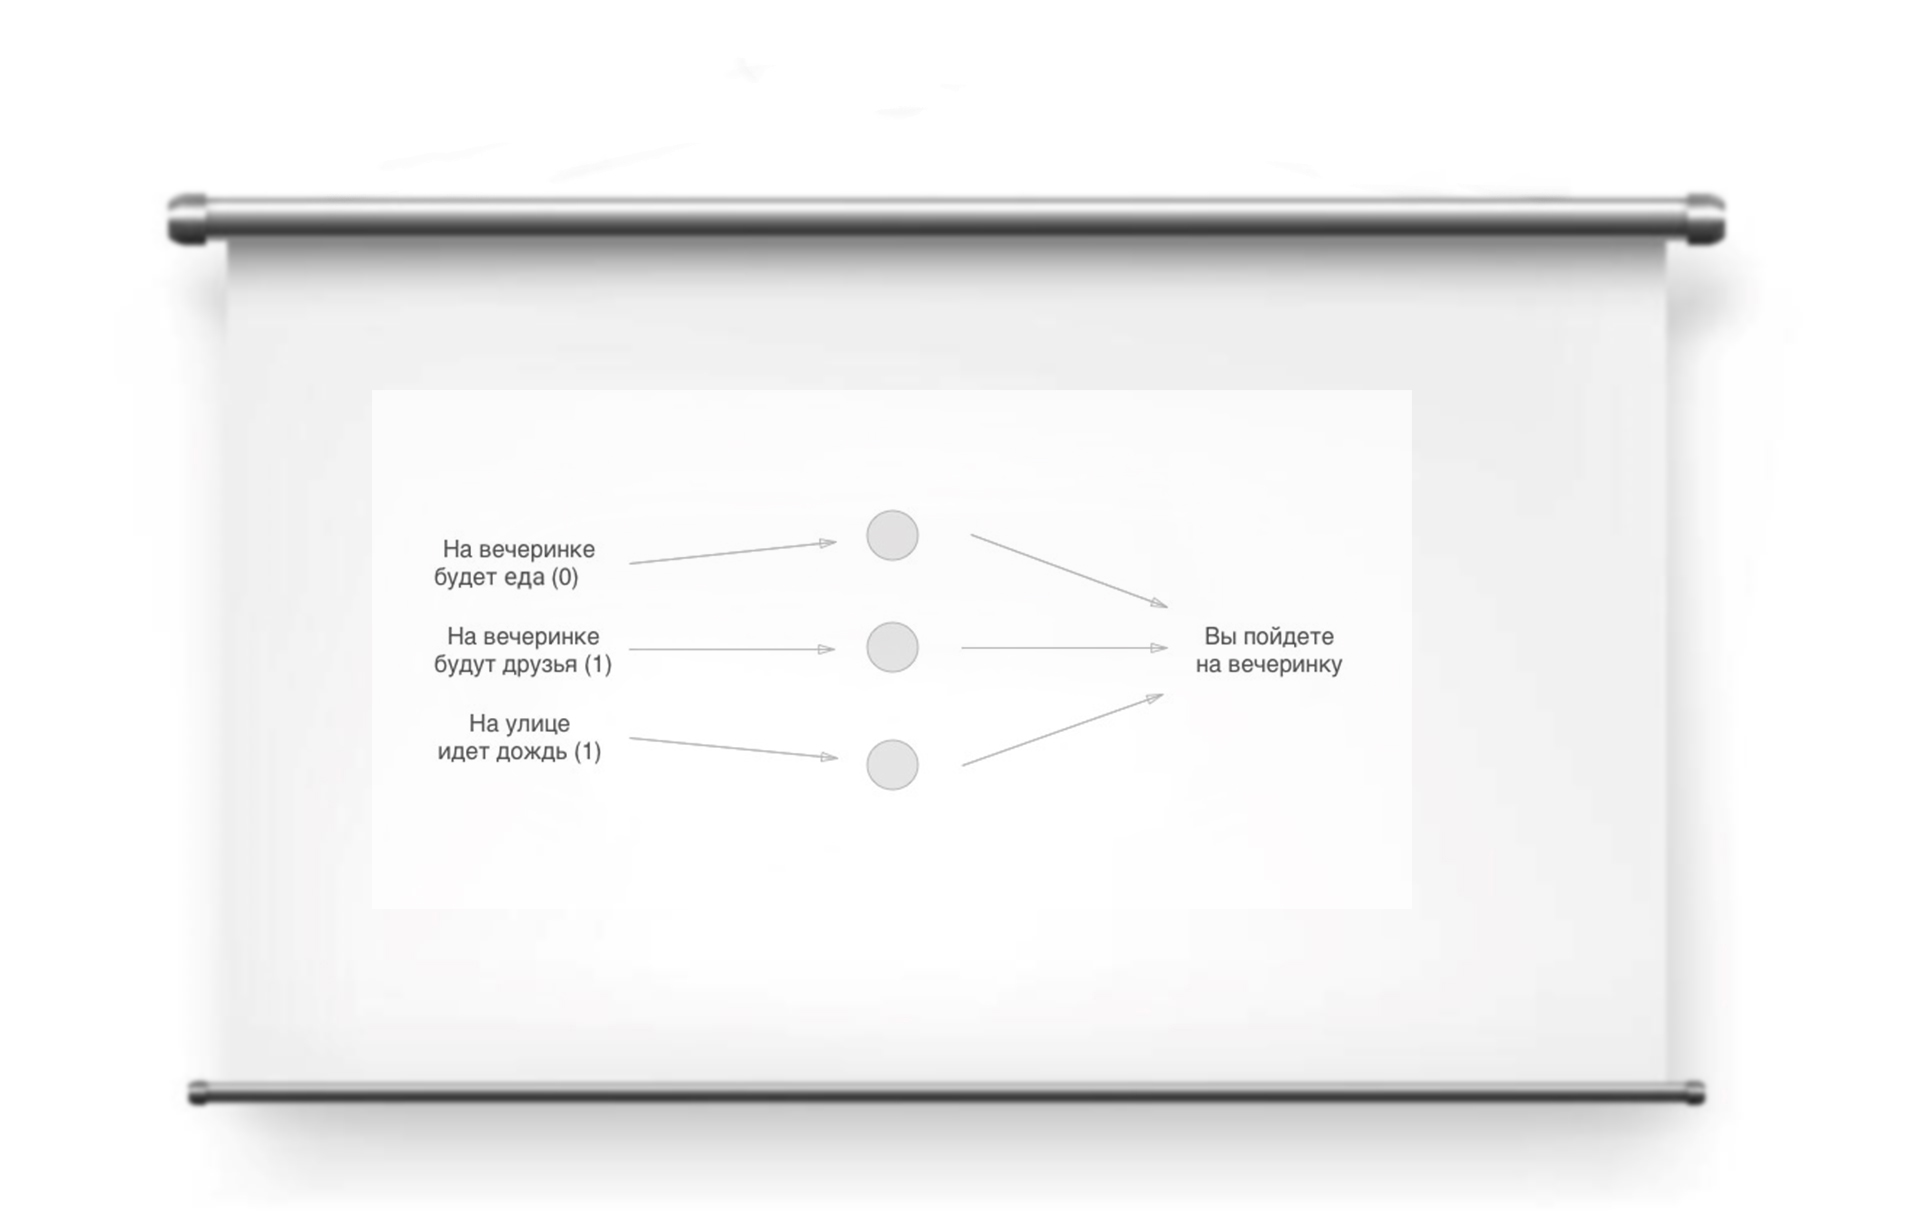 На вечеринке
будет еда (0)
На вечеринке
будут друзья (1)
На улице
идет дождь (1)
Вы пойдете
на вечеринку